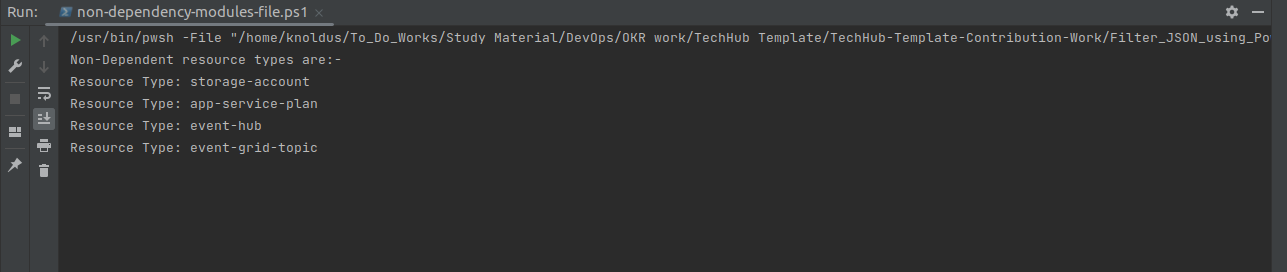 Run: non-dependency-modules-file.ps1
/usr/bin/pwsh -File "/home/knoldus/To_Do_Works/Study Material/DevOps/OKR work/TechHub Template/TechHub-Template-Contribution-Work/Filter_JSON_using_Po
Non-Dependent resource types are:-
Resource Type: storage-account
Resource Type: app-service-plan
Resource Type: event-hub
Resource Type: event-grid-topic